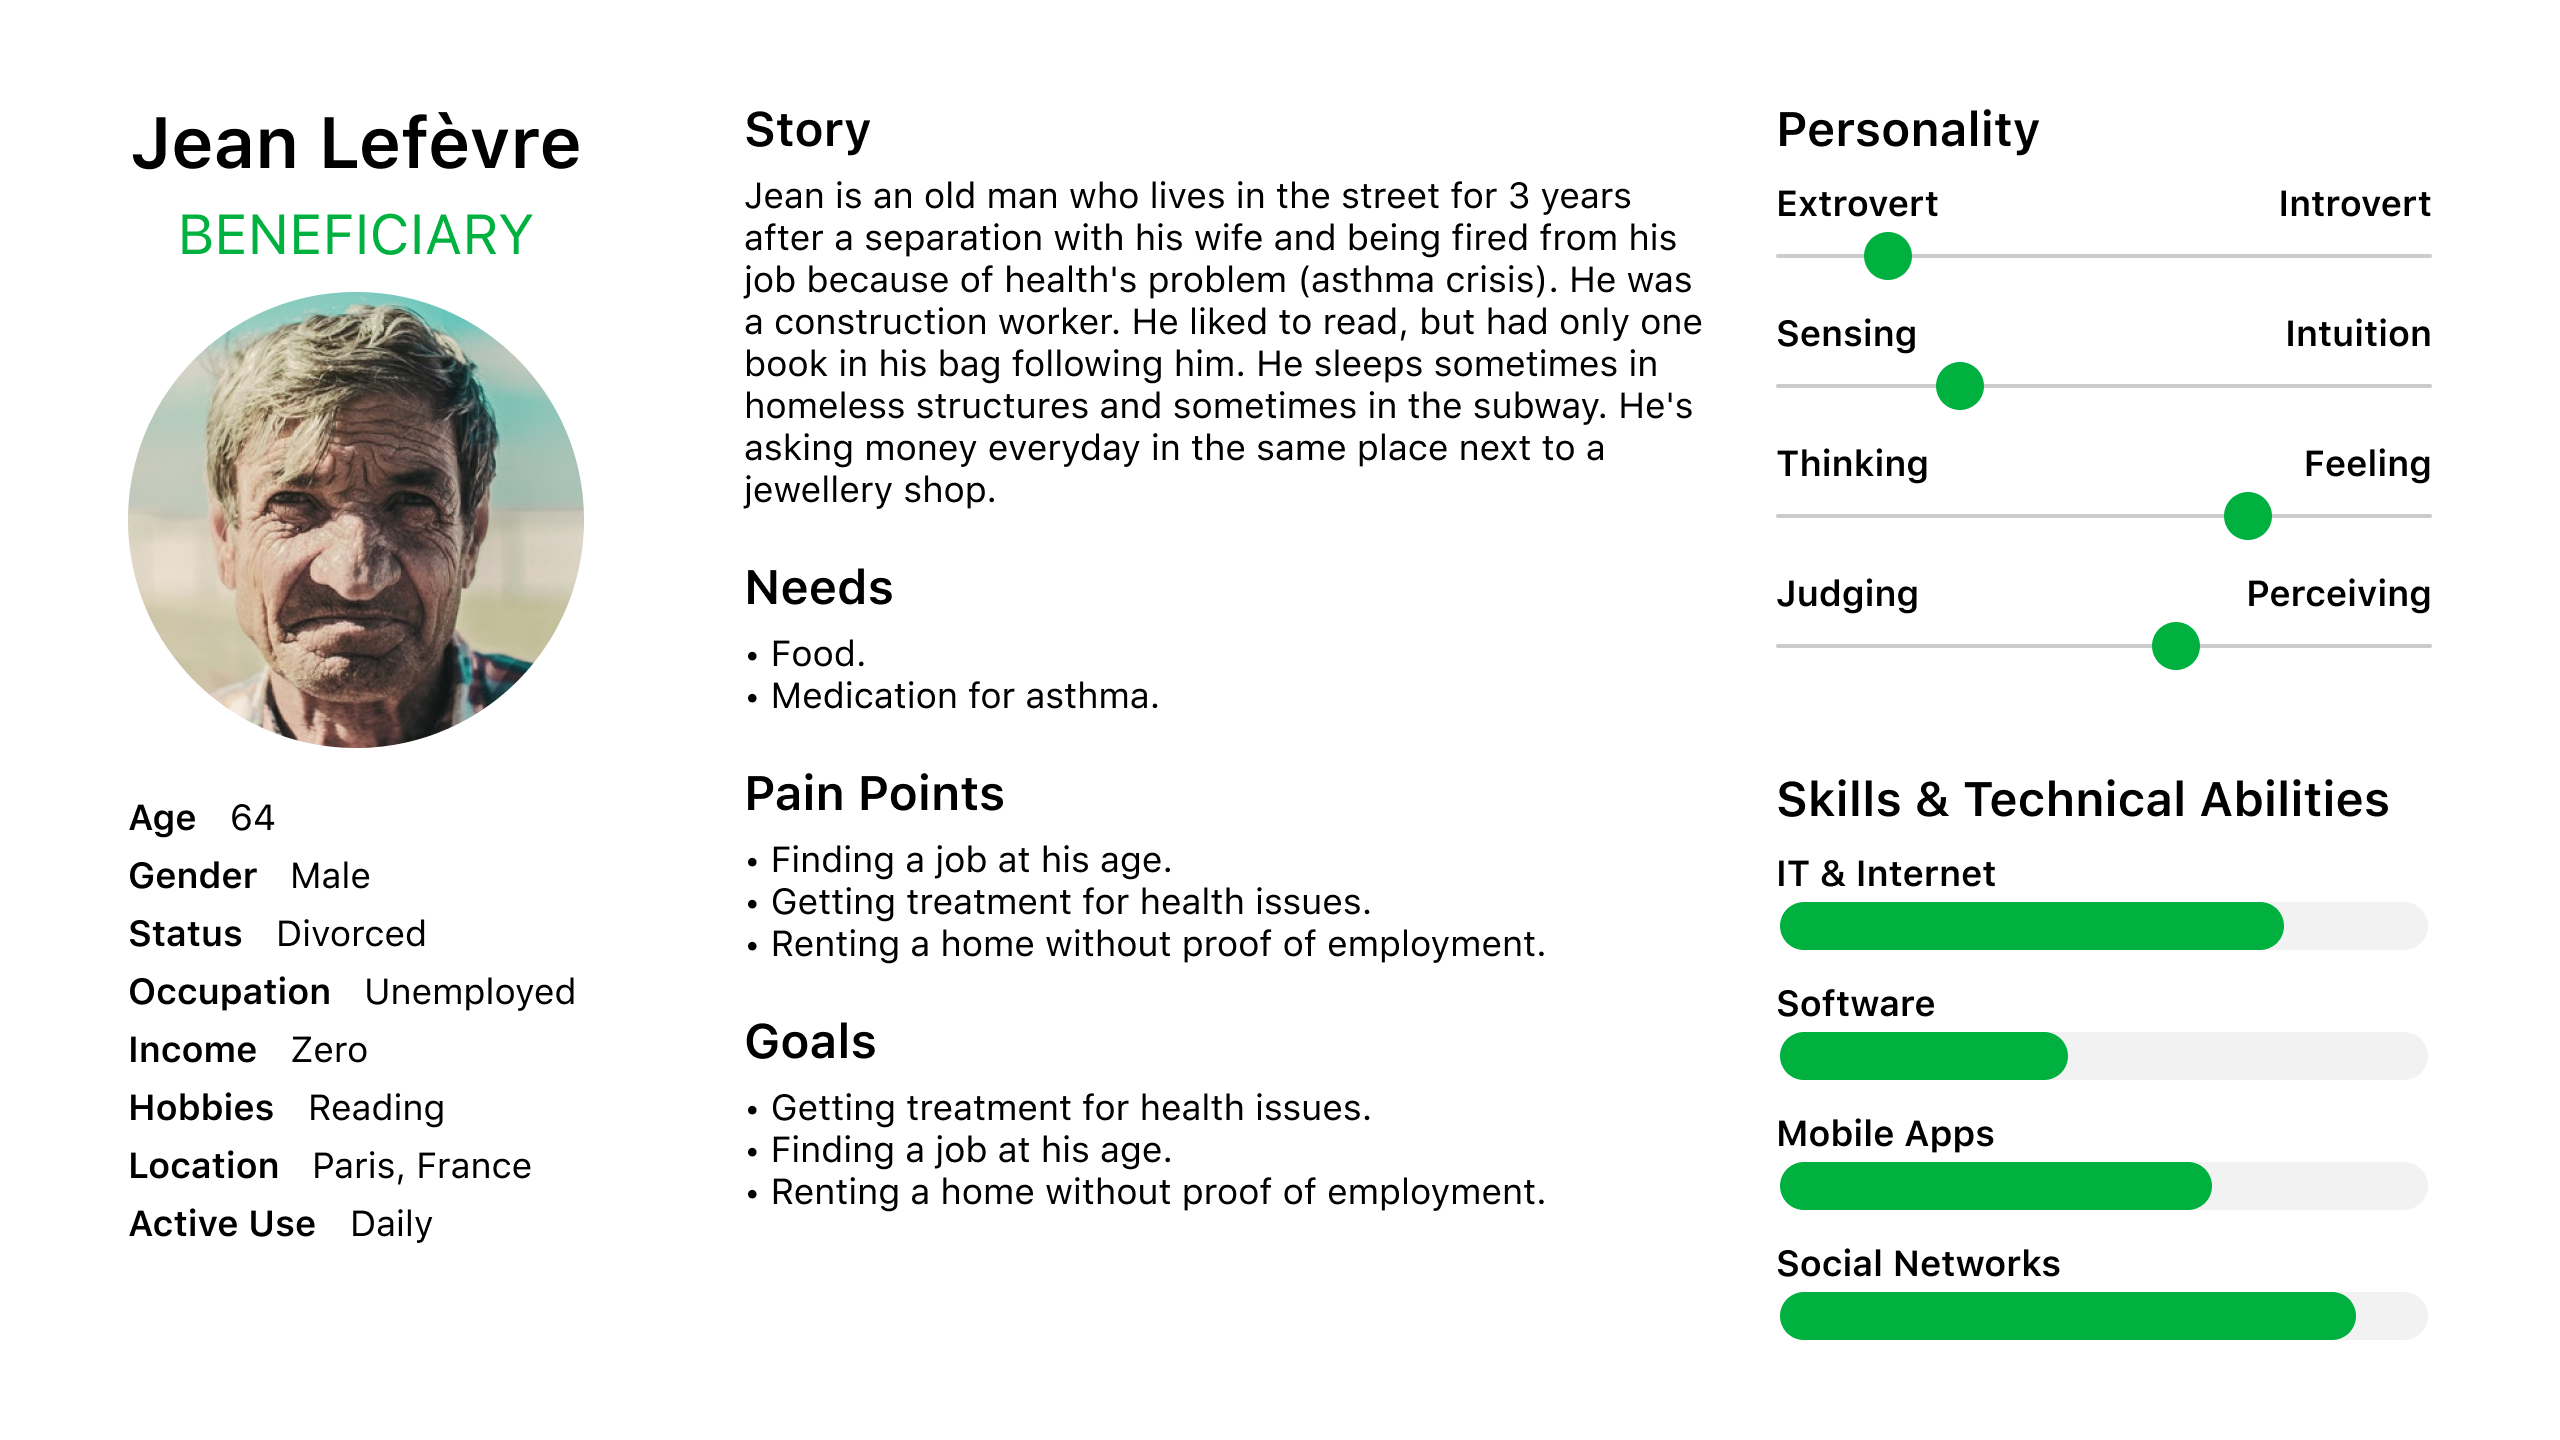 Jean Lefèvre
BENEFICIARY
Age 64
Gender Male
Status Divorced
Occupation Unemployed
Income Zero
Hobbies Reading
Location Paris, France
Active Use Daily
Story
Jean is an old man who lives in the street for 3 years
after a separation with his wife and being fired from his
job because of health's problem (asthma crisis). He was
a construction worker. He liked to read, but had only one
book in his bag following him. He sleeps sometimes in
homeless structures and sometimes in the subway. He's
asking money everyday in the same place next to a
jewellery shop.
Needs
• Food.
• Medication for asthma.
Pain Points
• Finding a job at his age.
• Getting treatment for health issues.
• Renting a home without proof of employment.
Goals
• Getting treatment for health issues.
• Finding a job at his age.
• Renting a home without proof of employment.
Personality
Extrovert Introvert
Sensing Intuition
Thinking Feeling
Judging Perceiving
Skills & Technical Abilities
IT & Internet
Software
Mobile Apps
Social Networks